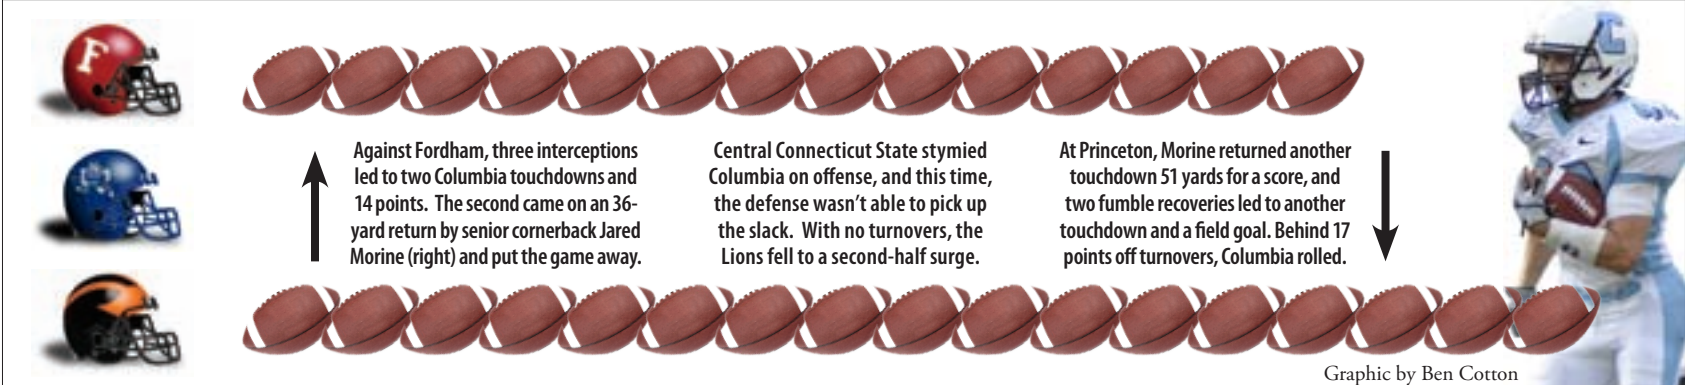 F
Against Fordham, three interceptions
led to two Columbia touchdowns and
14 points. The second came on an 36-
yard return by senior cornerback Jared
Morine (right) and put the game away.
Central Connecticut State stymied
Columbia on offense, and this time,
the defense wasn't able to pick up
the slack. With no turnovers, the
Lions fell to a second-half surge.
At Princeton, Morine returned another
touchdown 51 yards for a score, and
two fumble recoveries led to another
touchdown and a field goal. Behind 17
points off turnovers, Columbia rolled.
C
Graphic by Ben Cotton